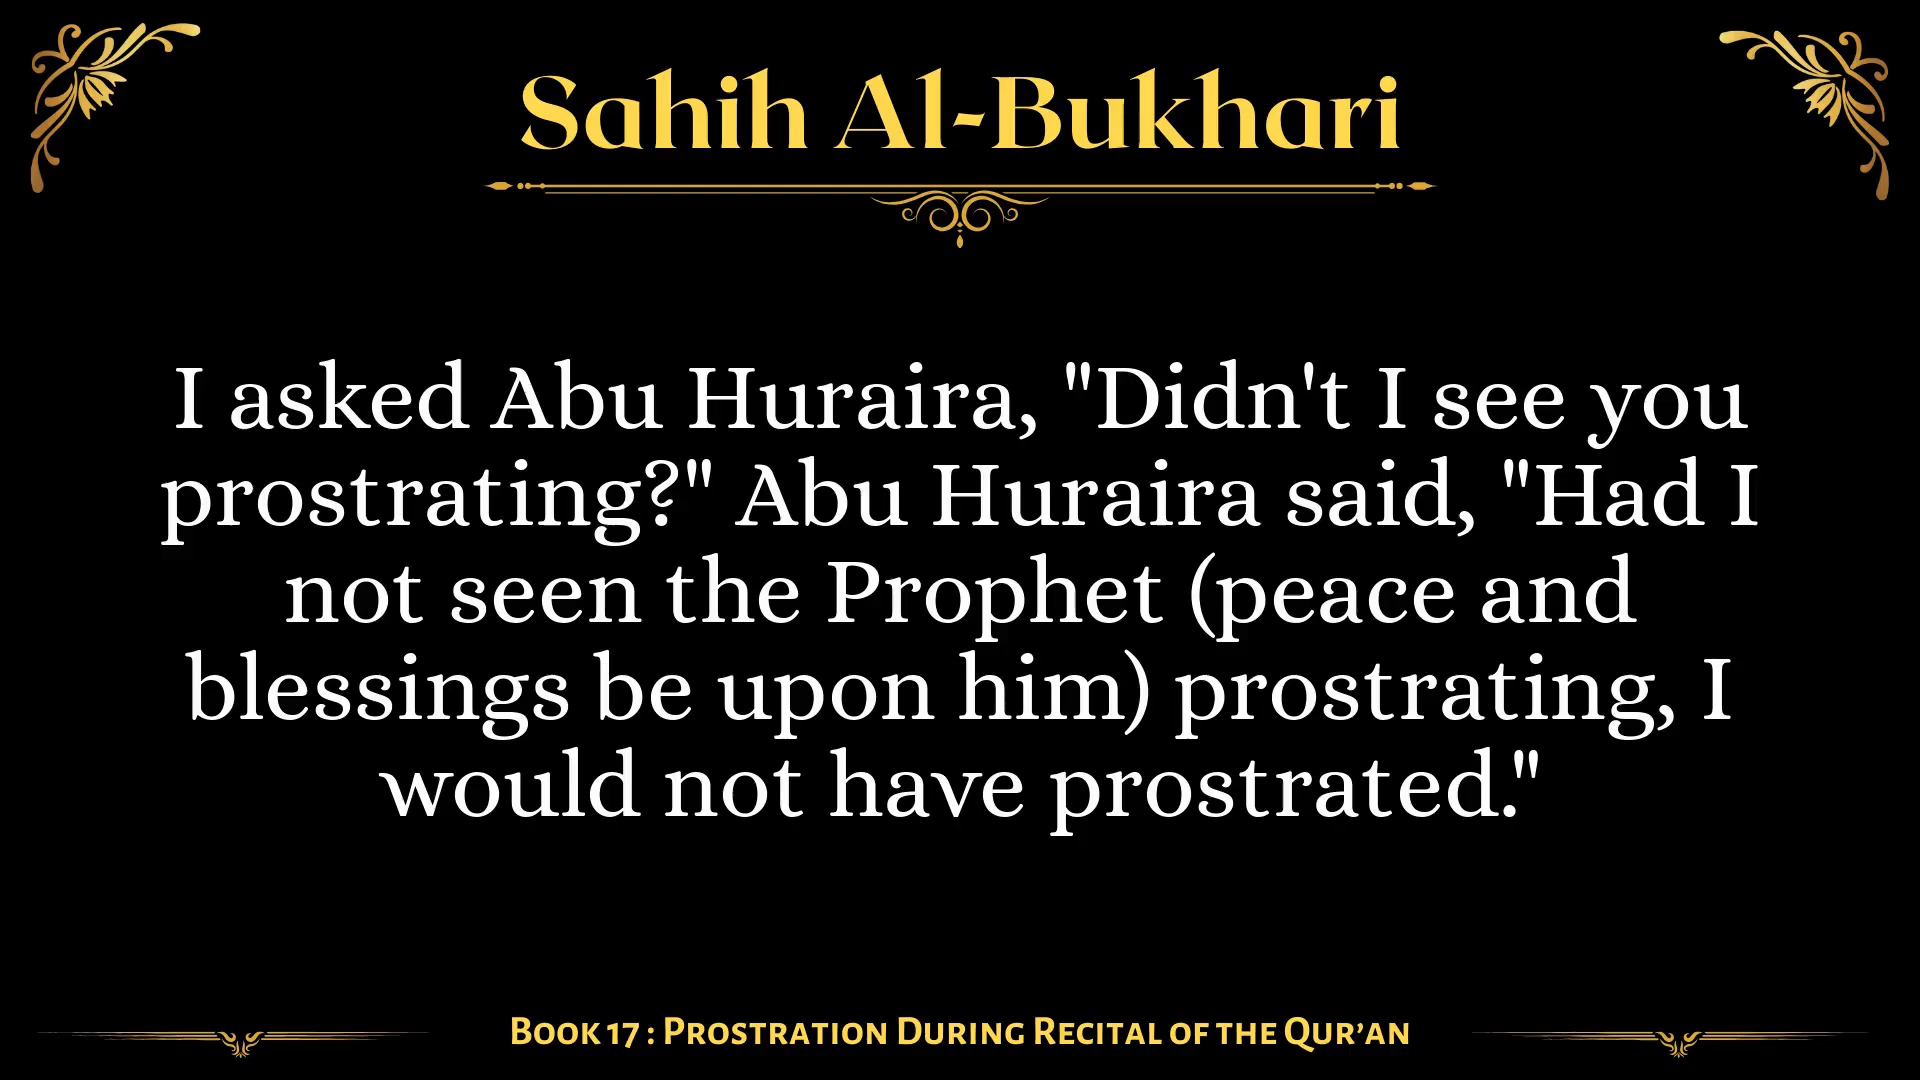 Sahih Al-Bukhari
I asked Abu Huraira, "Didn't I see you
prostrating?" Abu Huraira said, "Had I
not seen the Prophet (peace and
blessings be upon him) prostrating, I
would not have prostrated."
Book 17 : Prostration During Recital of the Qur’an